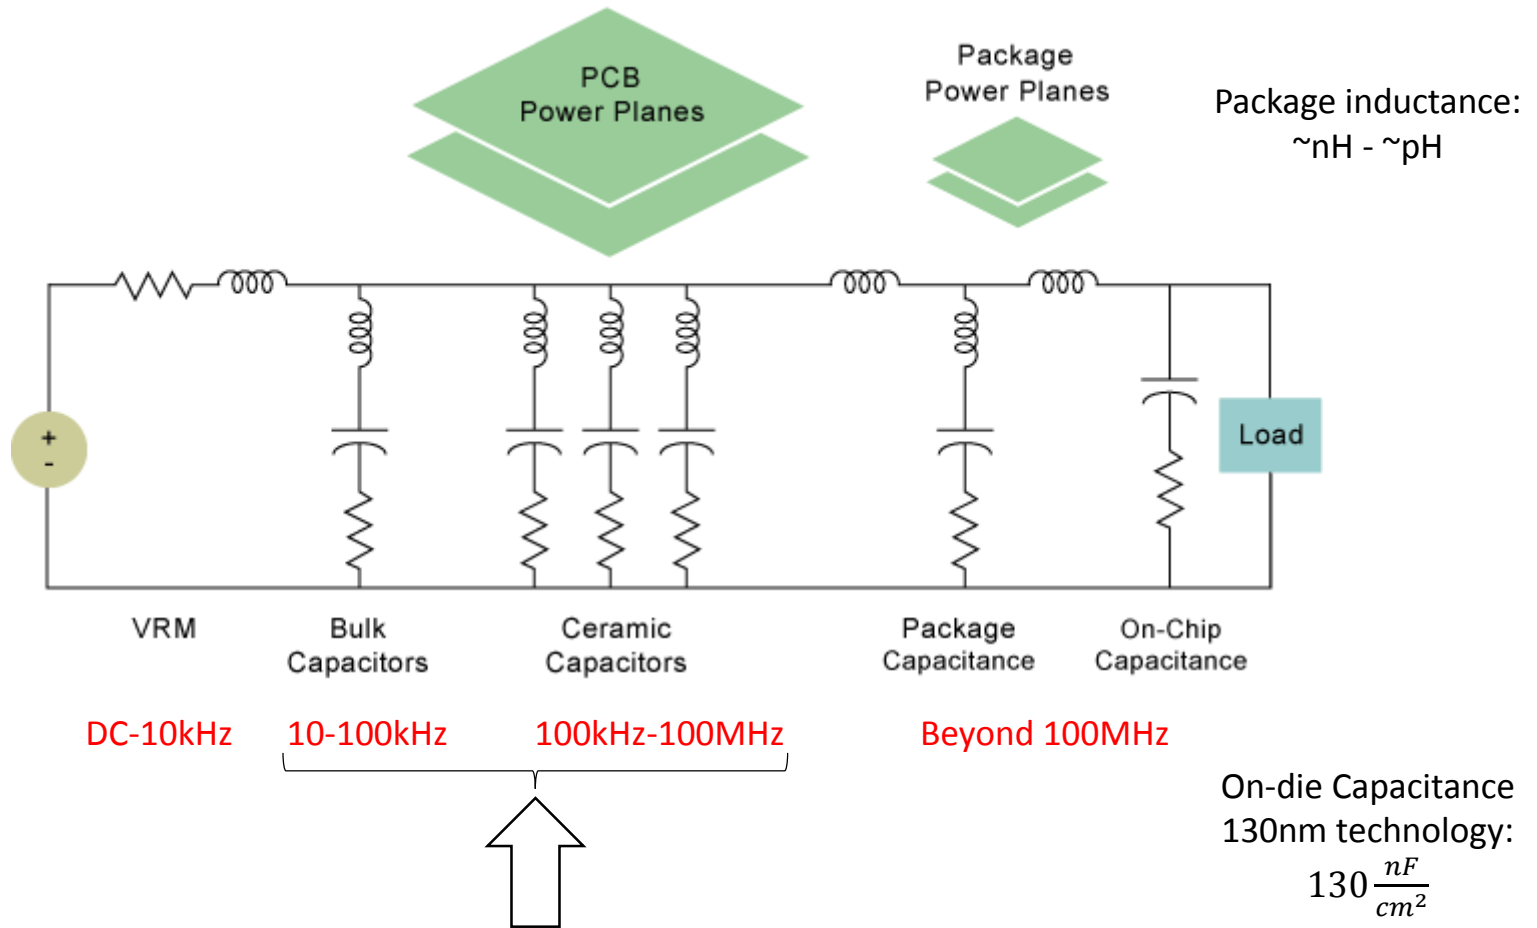 PCB
Power Planes
Package
Power Planes
Package inductance:
~nH - ~pH
+
-
Load
VRM
Bulk
Capacitors
Ceramic
Capacitors
Package
Capacitance
On-Chip
Capacitance
DC-10kHz
10-100kHz
100kHz-100MHz
Beyond 100MHz
On-die Capacitance
130nm technology:
130 nF/cm²